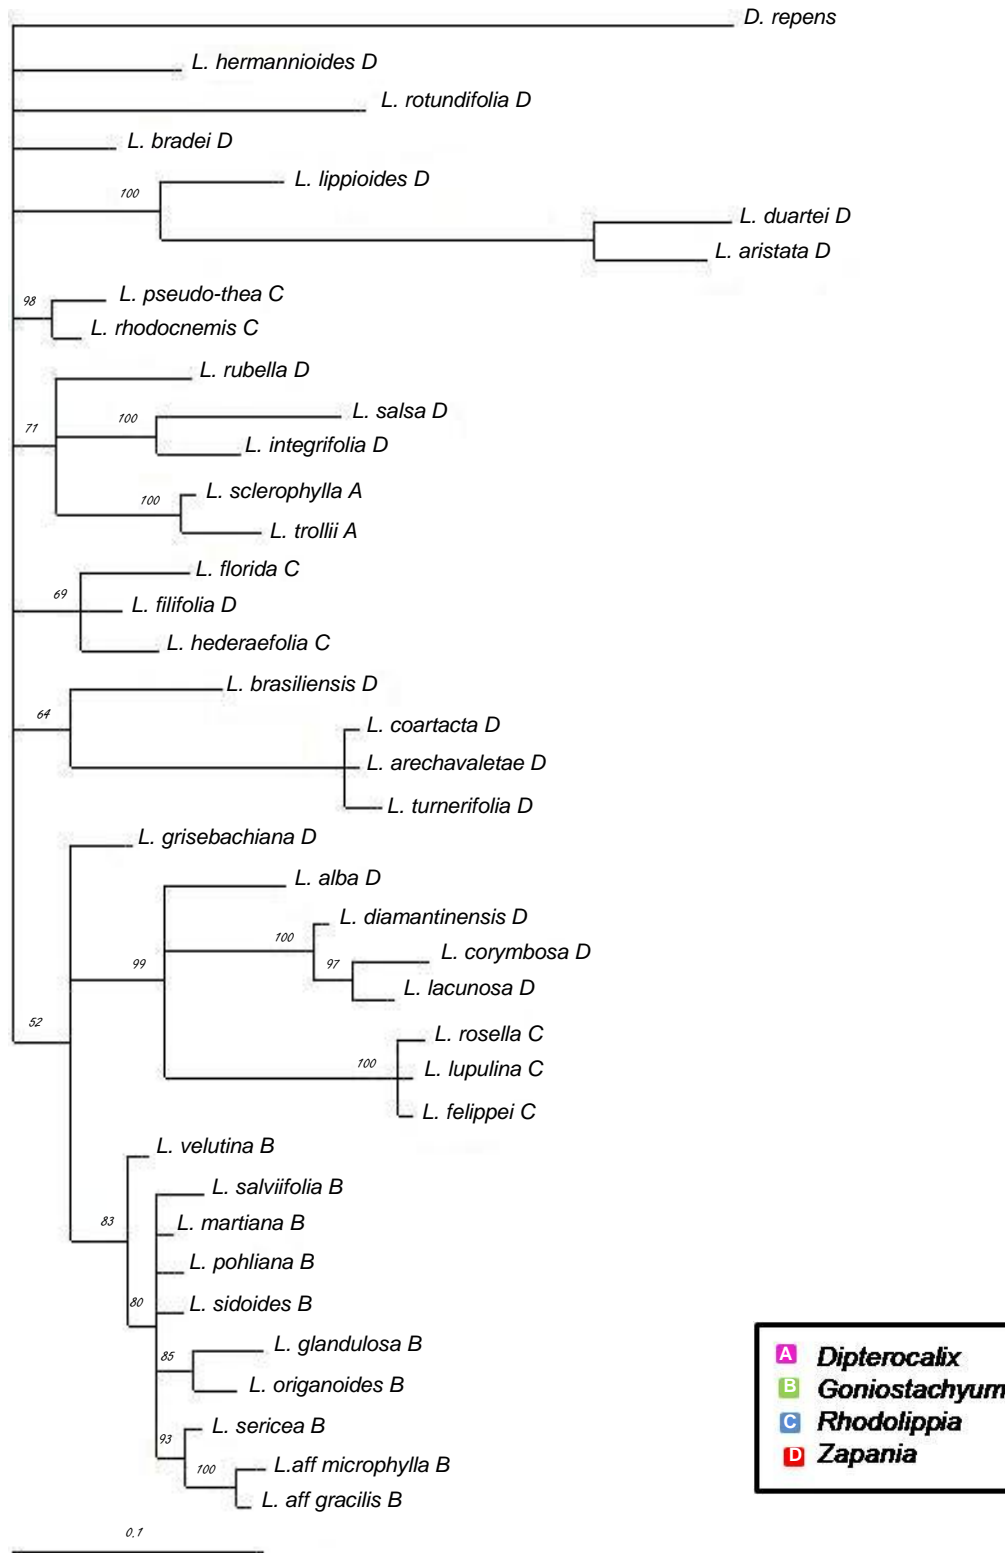 D. repens
L. hermannioides D
L. rotundifolia D
L. bradei D
L. lippioides D
100
L. duartei D
L. aristata D
L. pseudo-thea C
98
L. rhodocnemis C
L. rubella D
L. salsa D
100
71
L. integrifolia D
L. sclerophylla A
100
L. trollii A
L. florida C
69
L. filifolia D
L. hederaefolia C
L. brasiliensis D
64
L. coartacta D
L. arechavaletae D
L. turnerifolia D
L. grisebachiana D
L. alba D
L. diamantinensis D
100
L. corymbosa D
99
97
L. lacunosa D
52
L. rosella C
100
L. lupulina C
L. felippei C
L. velutina B
L. salviifolia B
83
L. martiana B
L. pohliana B
80
L. sidoides B
L. glandulosa B
85
L. origanoides B
L. sericea B
93
100
L.aff microphylla B
L. aff gracilis B
0,1
A Dipterocalix
B Goniostachyum
C Rhodolippia
D Zapania